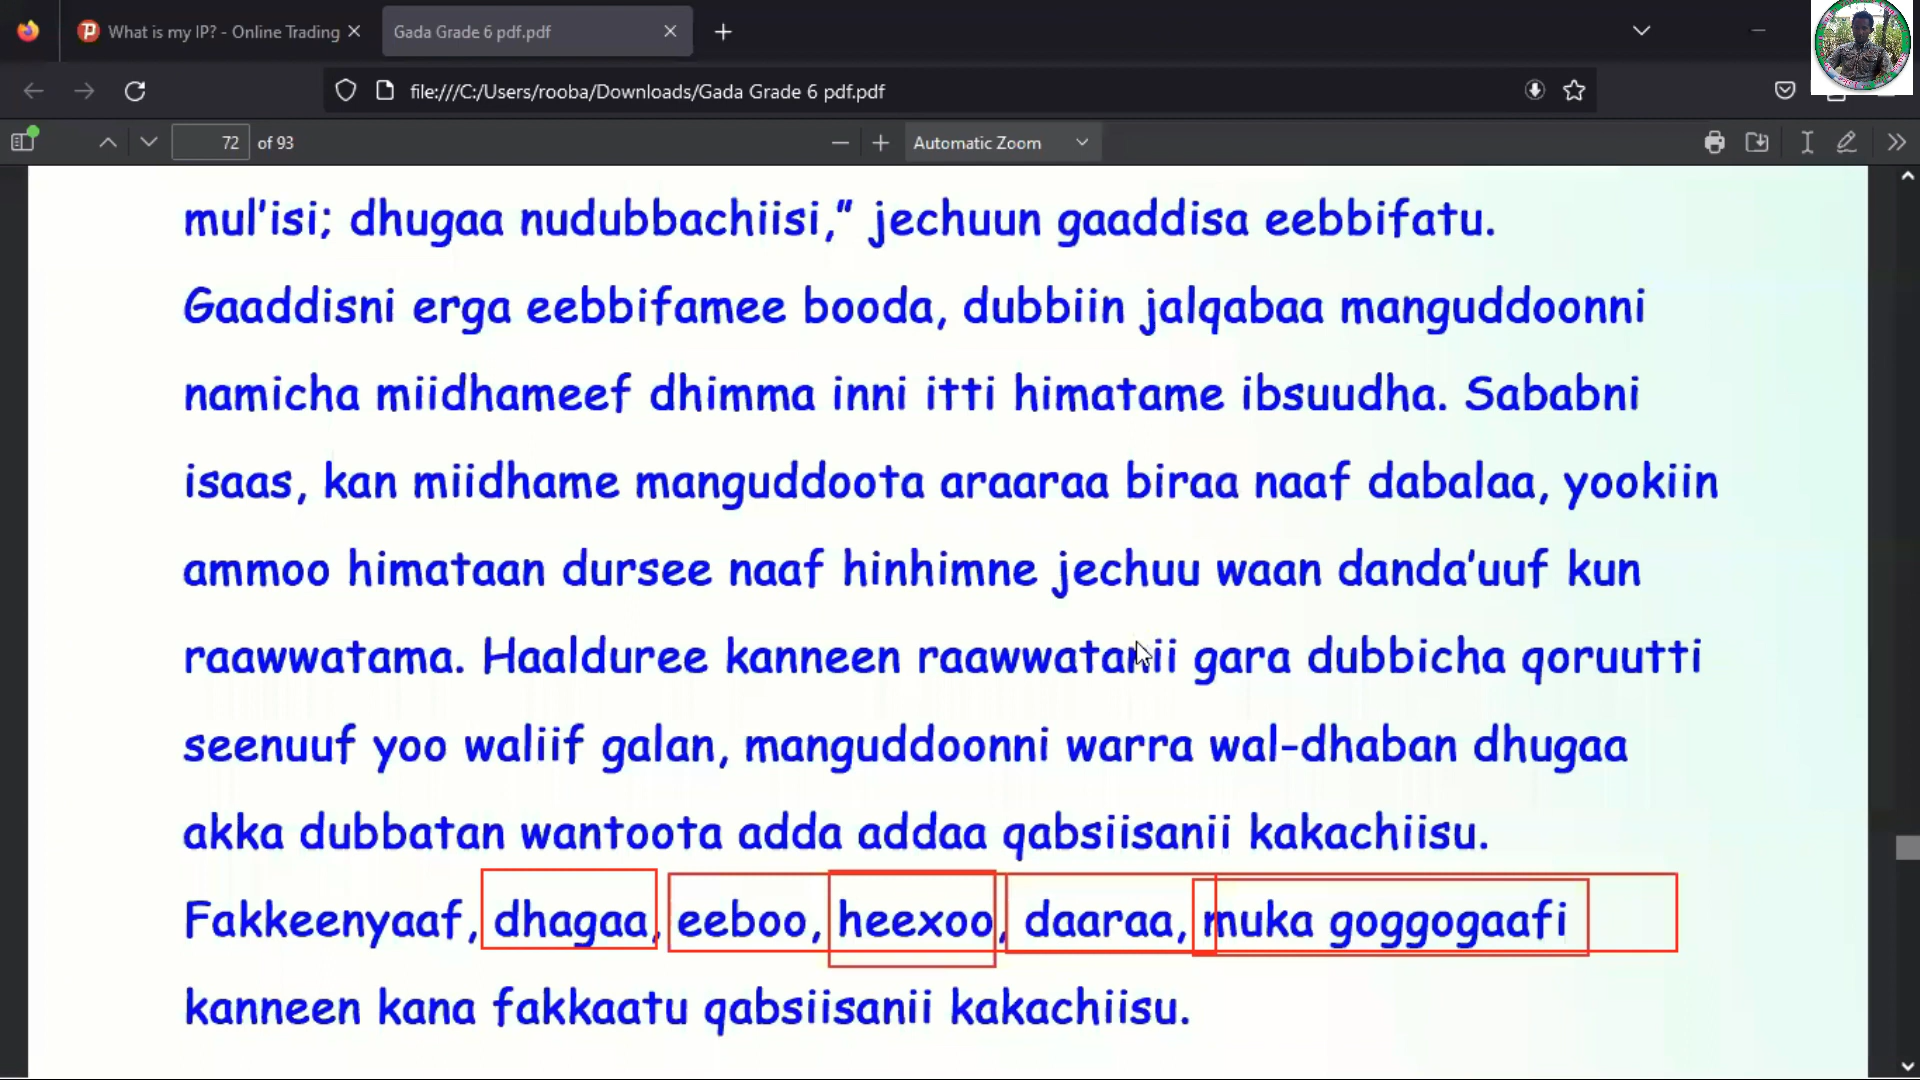 What is my IP? - Online Trading
Gada Grade 6 pdf.pdf
file:///C:/Users/rooba/Downloads/Gada Grade 6 pdf.pdf
72 of 93
Automatic Zoom
mul’isi; dhugaa nudubbachiisi,” jechuun gaaddisa eebbifatu.
Gaaddisni erga eebbifamee booda, dubbiin jalqabaa manguddoonni
namicha miidhameef dhimma inni itti himatame ibsuudha. Sababni
isaas, kan miidhame manguddoota araaraa biraa naaf dabalaa, yookiin
ammoo himataan dursee naaf hinhimne jechuu waan danda’uuf kun
raawwatama. Haalduree kanneen raawwatanii gara dubbicha qoruutti
seenuuf yoo waliif galan, manguddoonni warra wal-dhaban dhugaa
akka dubbatan wantoota adda addaa qabsiisanii kakachiisu.
Fakkeenyaaf, dhagaa, eeboo, heexoo, daaraa, muka goggogaafi
kanneen kana fakkaatu qabsiisanii kakachiisu.